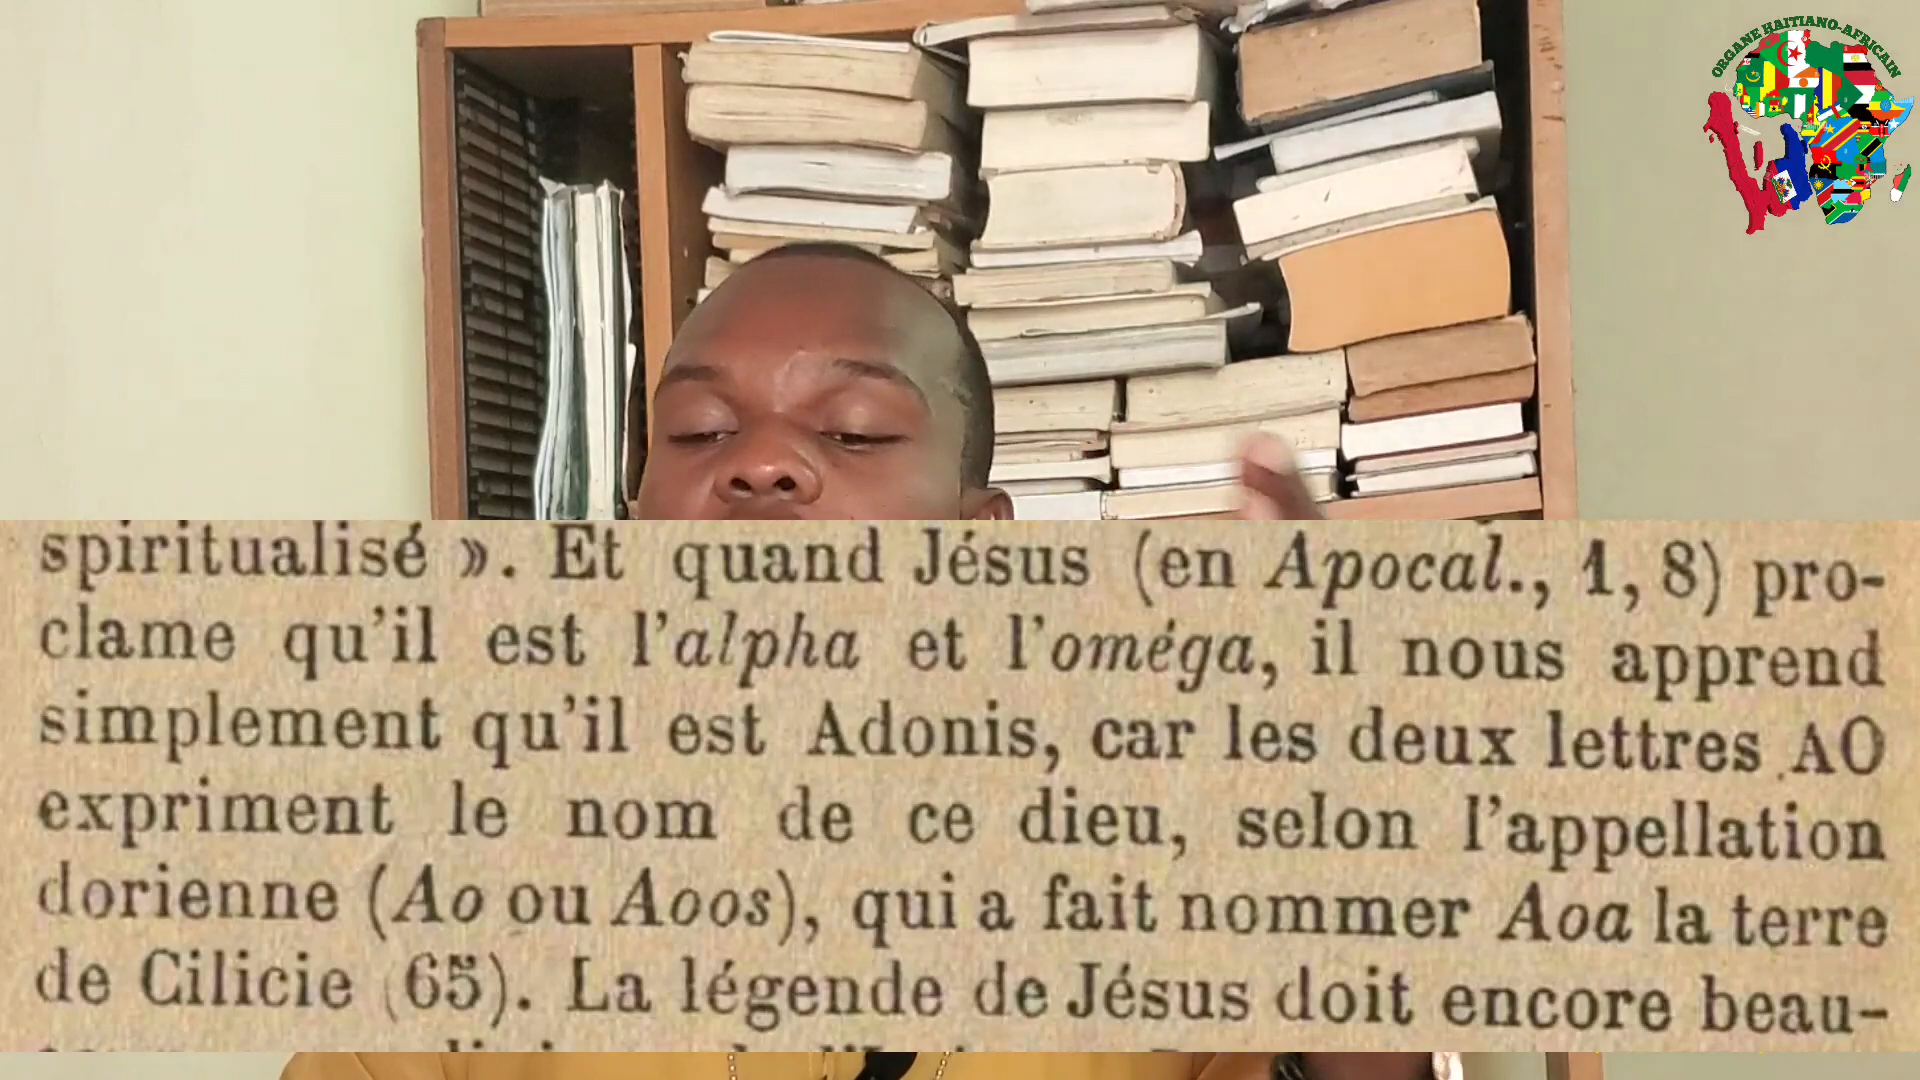 ORGANE HAITIANO-AFRICAIN
spiritualisé ». Et quand Jésus (en Apocal., 1, 8) pro-
clame qu'il est l'alpha et l'oméga, il nous apprend
simplement qu'il est Adonis, car les deux lettres AO
expriment le nom de ce dieu, selon l'appellation
dorienne (Ao ou Aoos), qui a fait nommer Aoa la terre
de Cilicie (65). La légende de Jésus doit encore beau-